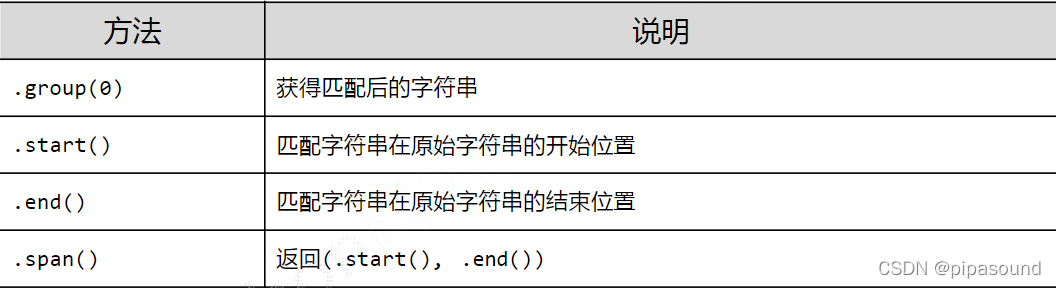 方法 说明
.group(0) 获得匹配后的字符串
.start() 匹配字符串在原始字符串的开始位置
.end() 匹配字符串在原始字符串的结束位置
.span() 返回(.start(), .end())
CSDN @pipasound